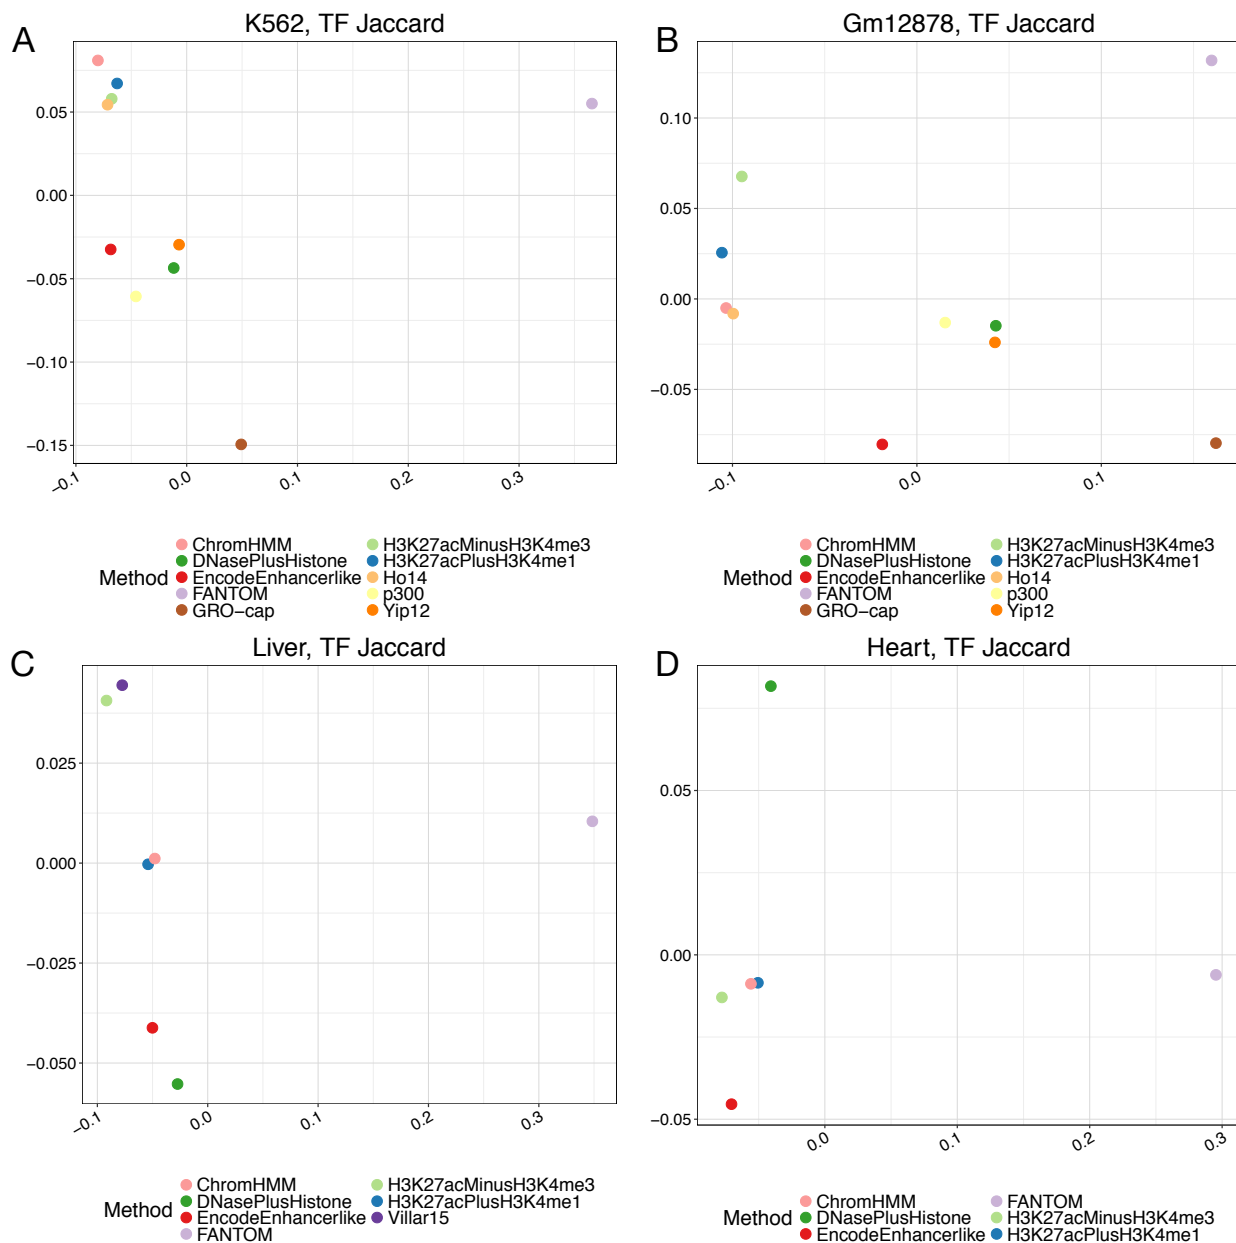 A
K562, TF Jaccard
0.05
0.00
−0.05
−0.10
−0.15
−0.1
0.0
0.1
0.2
0.3
Method
ChromHMM
DNasePlusHistone
EncodeEnhancerlike
FANTOM
GRO−cap
H3K27acMinusH3K4me3
H3K27acPlusH3K4me1
Ho14
p300
Yip12
B
Gm12878, TF Jaccard
0.10
0.05
0.00
−0.05
−0.1
0.0
0.1
Method
ChromHMM
DNasePlusHistone
EncodeEnhancerlike
FANTOM
GRO−cap
H3K27acMinusH3K4me3
H3K27acPlusH3K4me1
Ho14
p300
Yip12
C
Liver, TF Jaccard
0.025
0.000
−0.025
−0.050
−0.1
0.0
0.1
0.2
0.3
Method
ChromHMM
DNasePlusHistone
EncodeEnhancerlike
FANTOM
H3K27acMinusH3K4me3
H3K27acPlusH3K4me1
Villar15
D
Heart, TF Jaccard
0.05
0.00
−0.05
0.0
0.1
0.2
0.3
Method
ChromHMM
DNasePlusHistone
EncodeEnhancerlike
FANTOM
H3K27acMinusH3K4me3
H3K27acPlusH3K4me1